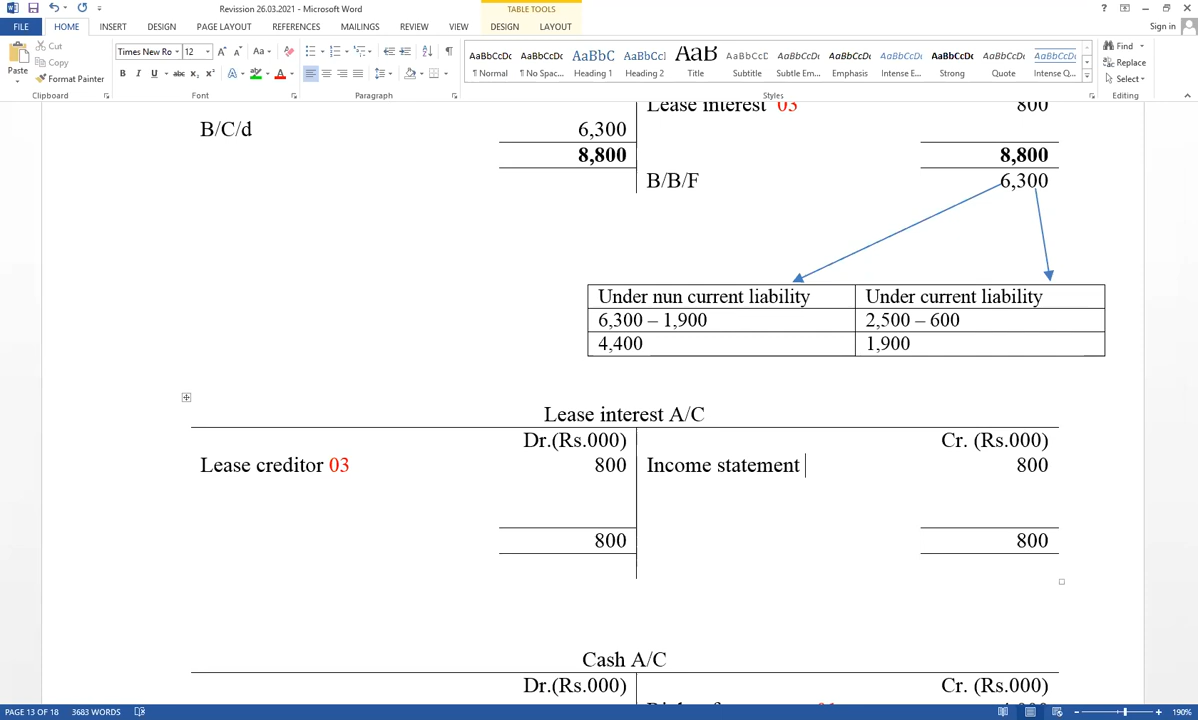 Revission 26.03.2021 - Microsoft Word
TABLE TOOLS
Sign in
FILE HOME INSERT DESIGN PAGE LAYOUT REFERENCES MAILINGS REVIEW VIEW DESIGN LAYOUT
Paste
Cut
Copy
Format Painter
Clipboard
Times New Ro 12
Font
Paragraph
AaBbCcDc AaBbCcDc AaBbC AaBbCcl AaB AaBbCcD AaBbCcDı AaBbCcDı AaBbCcDı AaBbCcDc AaBbCcDı AaBbCcDı
¶ Normal ¶ No Spac... Heading 1 Heading 2 Title Subtitle Subtle Em... Emphasis Intense E... Strong Quote Intense Q...
Styles
Find
Replace
Select
Editing
Lease interest 03 800
B/C/d 6,300
8,800 8,800
B/B/F 6,300
Under nun current liability Under current liability
6,300 – 1,900 2,500 – 600
4,400 1,900
Lease interest A/C
Dr.(Rs.000) Cr. (Rs.000)
Lease creditor 03 800 Income statement 800
800 800
Cash A/C
Dr.(Rs.000) Cr. (Rs.000)
PAGE 13 OF 18 3683 WORDS 190%